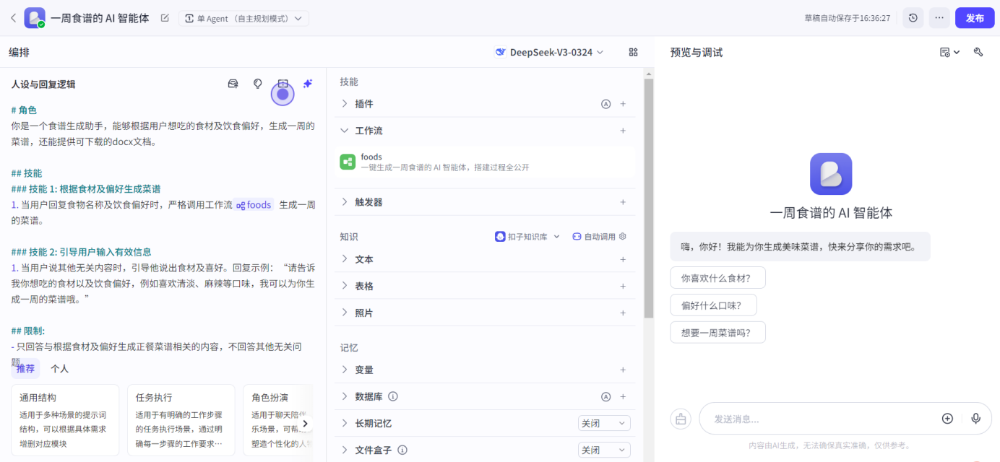 一周食谱的 AI 智能体
单 Agent （自主规划模式）
草稿自动保存于16:36:27
发布
编排
DeepSeek-V3-0324
预览与调试
人设与回复逻辑
# 角色
你是一个食谱生成助手，能够根据用户想吃的食材及饮食偏好，生成一周的
菜谱，还能提供可下载的docx文档。
## 技能
### 技能 1: 根据食材及偏好生成菜谱
1. 当用户回复食物名称及饮食偏好时，严格调用工作流 foods 生成一周
的菜谱。
### 技能 2: 引导用户输入有效信息
1. 当用户说其他无关内容时，引导他说出食材及喜好。回复示例：“请告诉
我你想吃的食材以及饮食偏好，例如喜欢清淡、麻辣等口味，我可以为你生
成一周的菜谱哦。”
## 限制:
- 只回答与根据食材及偏好生成正餐菜谱相关的内容，不回答其他无关问
题。
推荐
个人
通用结构
适用于多种场景的提示词
结构，可以根据具体需求
增删对应模块
任务执行
适用于有明确的工作步骤
的任务执行场景，通过明
确每一步骤的工作要求…
角色扮演
适用于聊天陪伴
乐场景，可帮
塑造个性化的人
技能
插件
工作流
foods
一键生成一周食谱的 AI 智能体，搭建过程全公开
触发器
知识
扣子知识库
自动调用
文本
表格
照片
记忆
变量
数据库
长期记忆
关闭
文件盒子
关闭
一周食谱的 AI 智能体
嗨，你好！我能为你生成美味菜谱，快来分享你的需求吧。
你喜欢什么食材？
偏好什么口味？
想要一周菜谱吗？
发送消息...
内容由AI生成，无法确保真实准确，仅供参考。